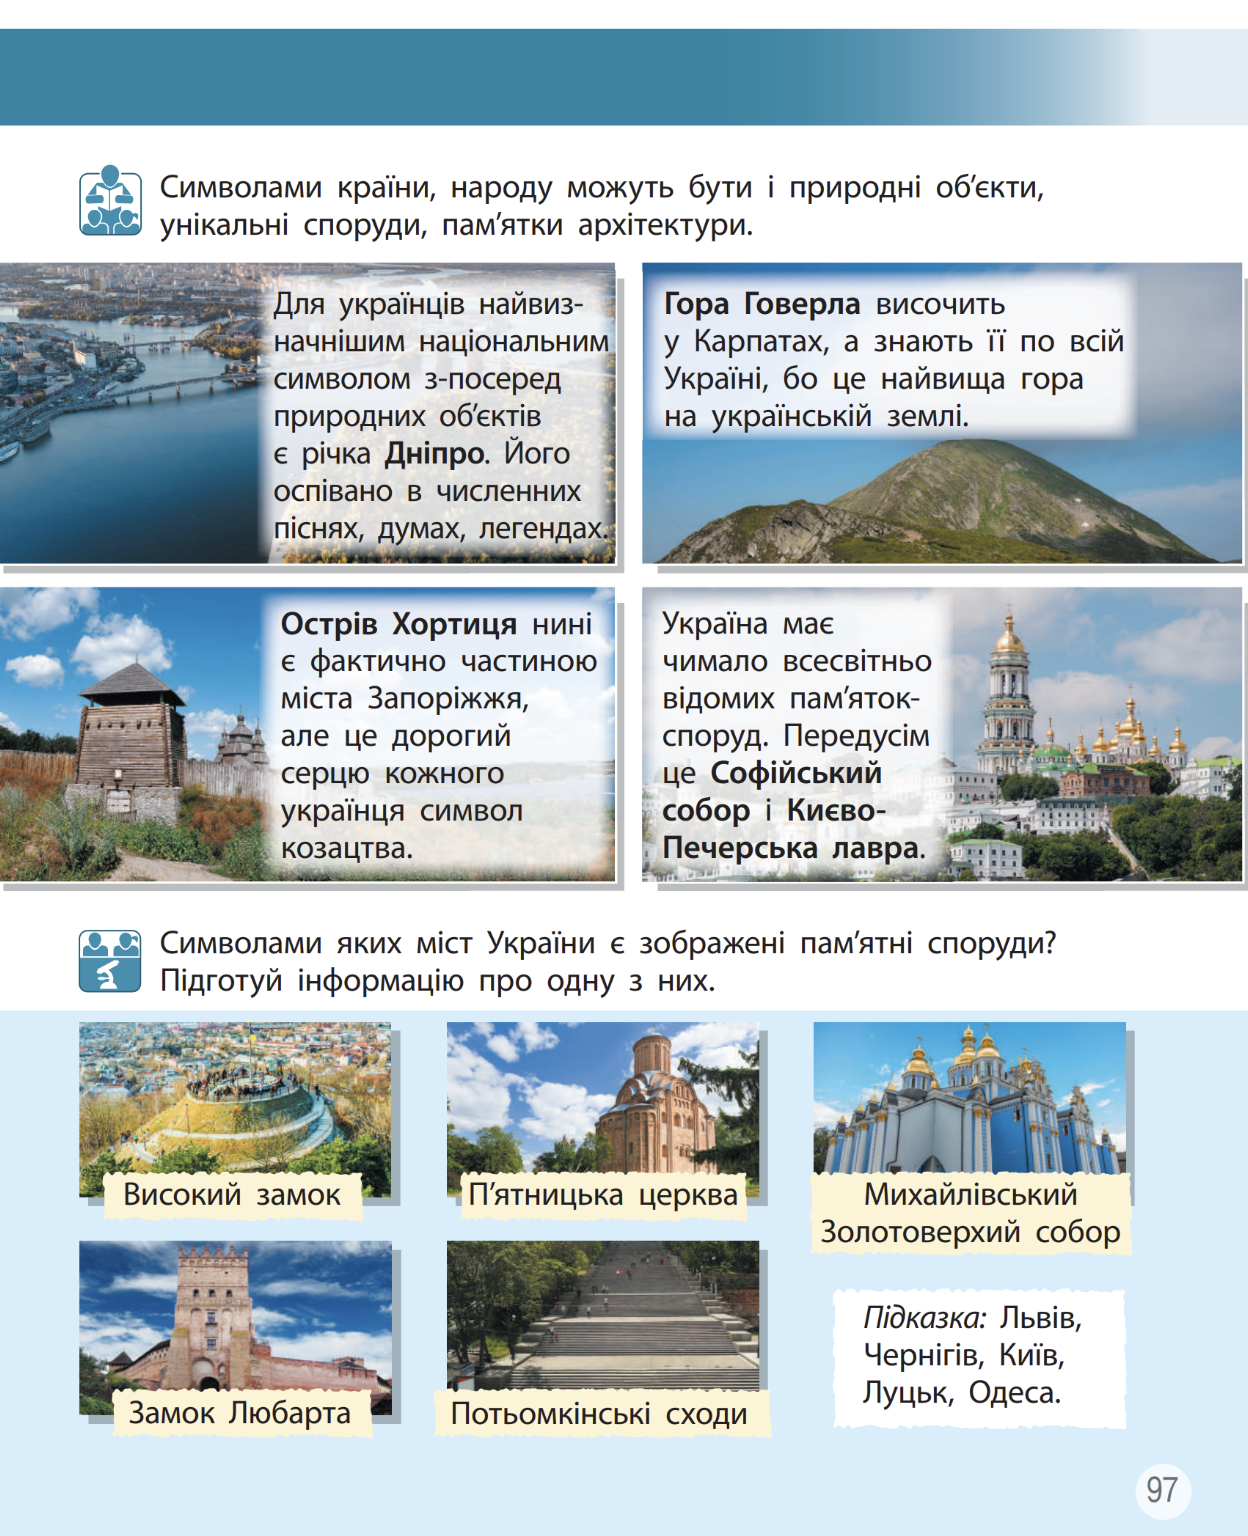 Символами країни, народу можуть бути і природні об’єкти,
унікальні споруди, пам’ятки архітектури.
Для українців найвиз-
начнішим національним
символом з-посеред
природних об’єктів
є річка Дніпро. Його
оспівано в численних
піснях, думах, легендах.
Гора Говерла височить
у Карпатах, а знають її по всій
Україні, бо це найвища гора
на українській землі.
Острів Хортиця нині
є фактично частиною
міста Запоріжжя,
але це дорогий
серцю кожного
українця символ
козацтва.
Україна має
чимало всесвітньо
відомих пам’яток-
споруд. Передусім
це Софійський
собор і Києво-
Печерська лавра.
Символами яких міст України є зображені пам’ятні споруди?
Підготуй інформацію про одну з них.
Високий замок
П’ятницька церква
Михайлівський
Золотоверхий собор
Замок Любарта
Потьомкінські сходи
Підказка: Львів,
Чернігів, Київ,
Луцьк, Одеса.
97